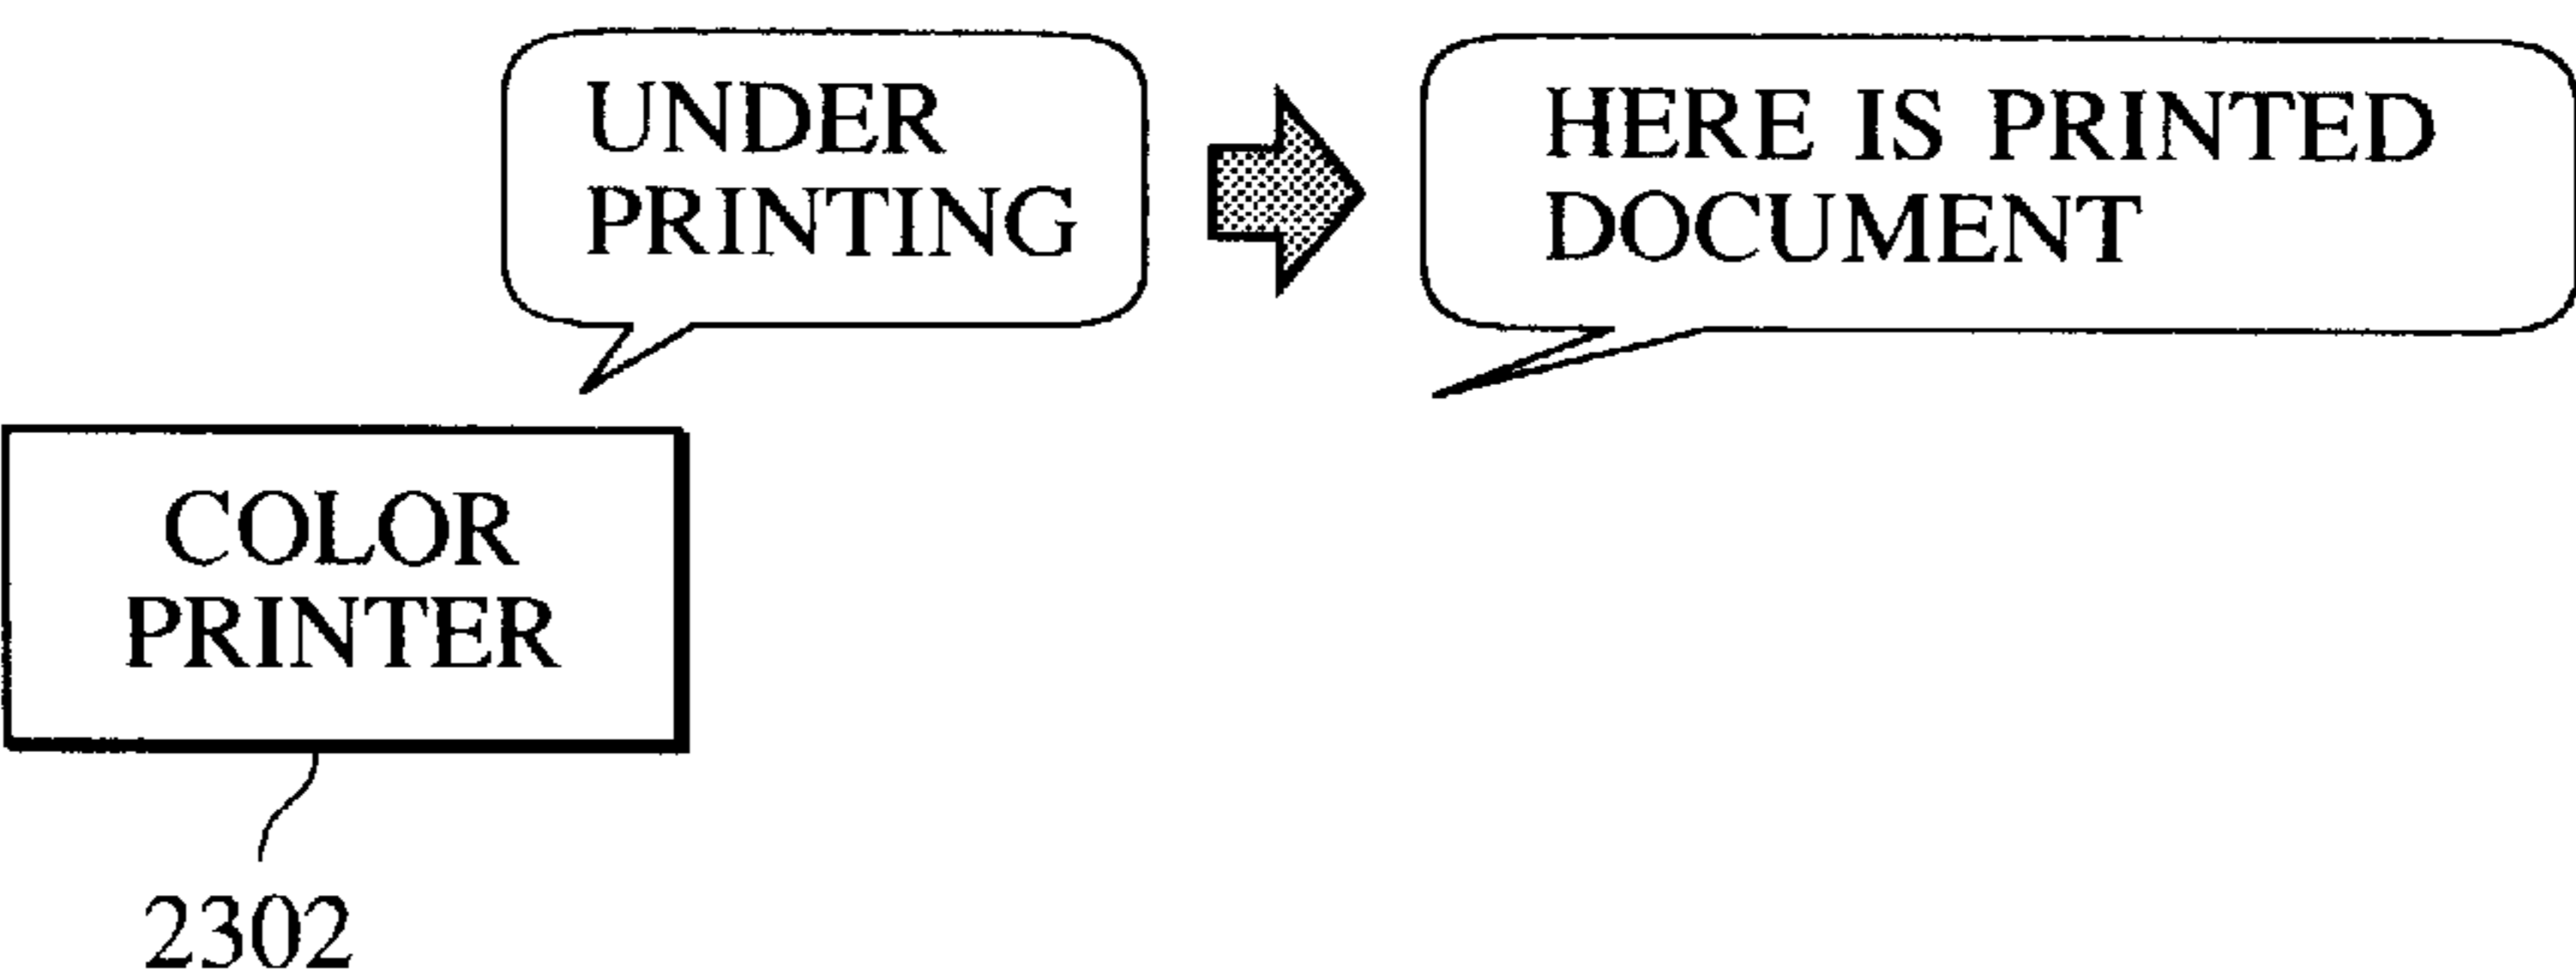 UNDER
PRINTING
HERE IS PRINTED
DOCUMENT
COLOR
PRINTER
2302